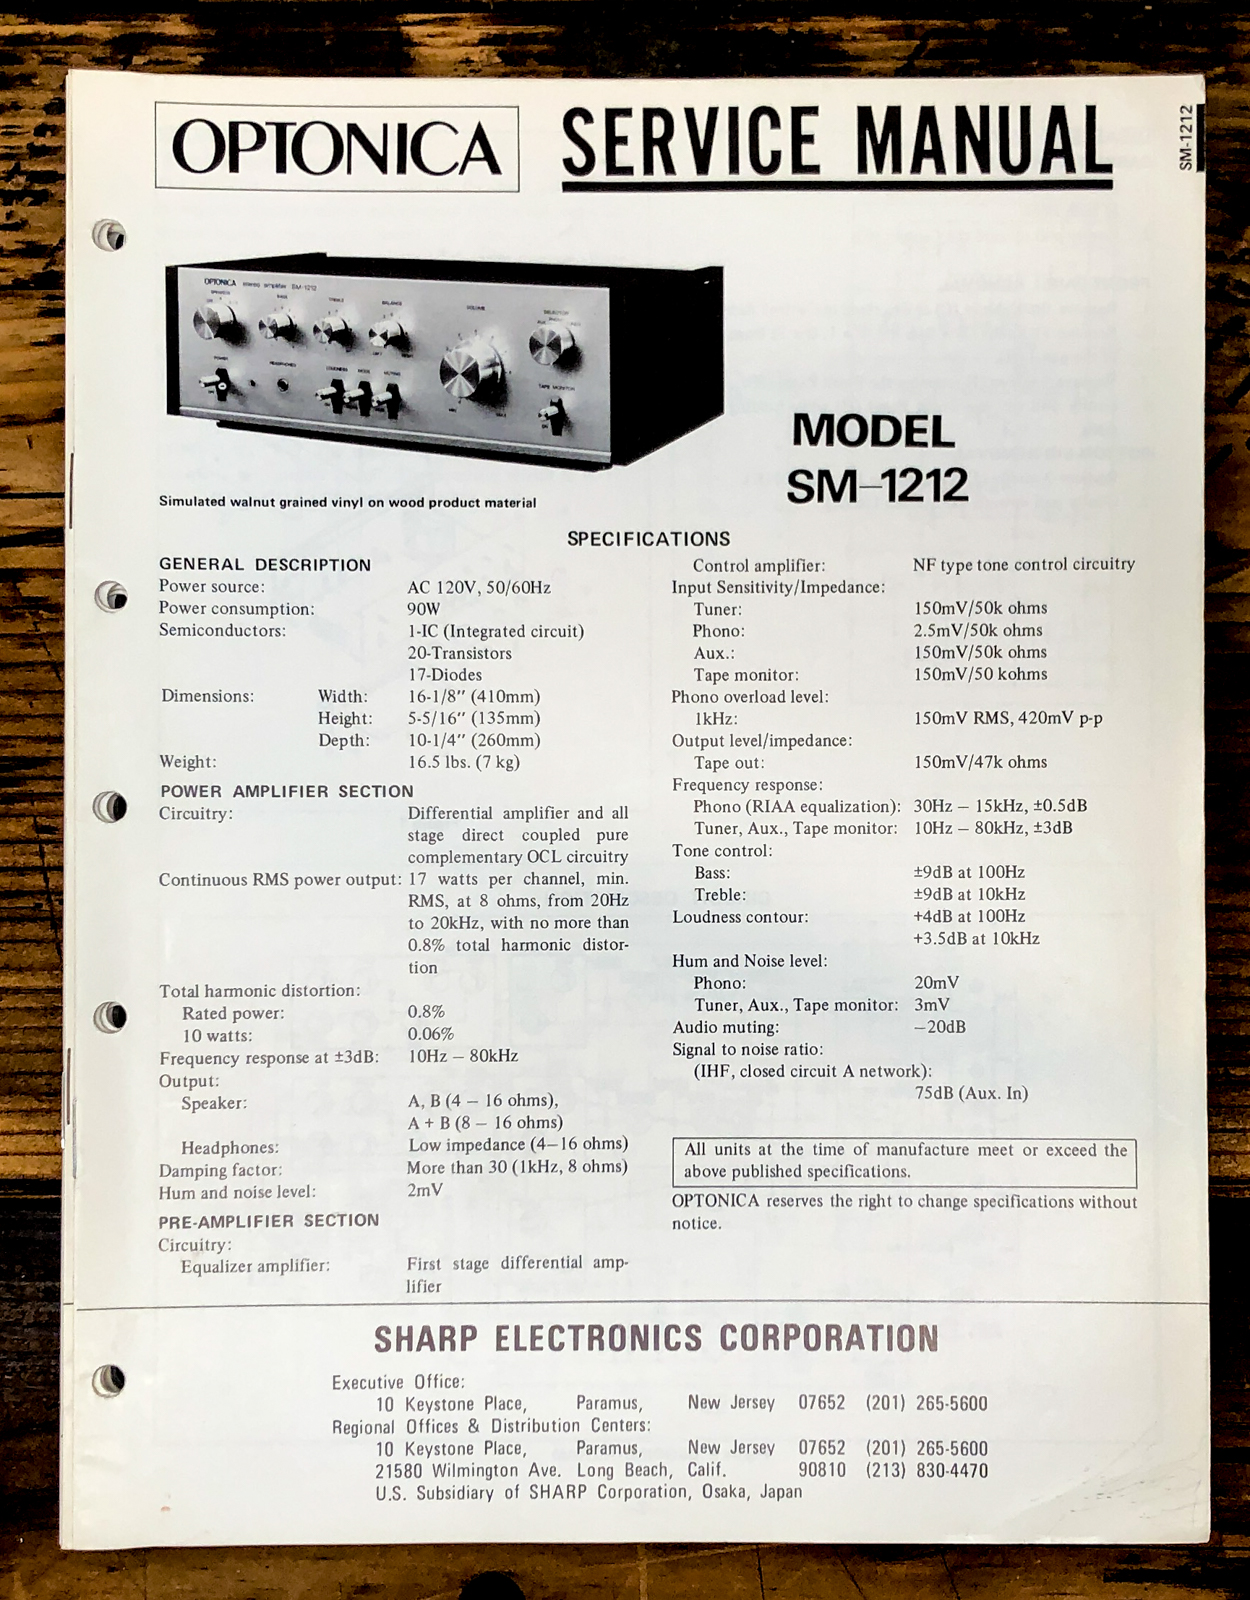 OPTONICA
SERVICE MANUAL
SM-1212
OPTONICA stereo amplifier SM-1212
BALANCE
VOLUME
SELECTOR
POWER
HEADPHONES
LOUDNESS MODE MUTING
TAPE MONITOR
MODEL
SM–1212
Simulated walnut grained vinyl on wood product material
SPECIFICATIONS
GENERAL DESCRIPTION
Power source: AC 120V, 50/60Hz
Power consumption: 90W
Semiconductors: 1-IC (Integrated circuit)
20-Transistors
17-Diodes
Dimensions: Width: 16-1/8" (410mm)
Height: 5-5/16" (135mm)
Depth: 10-1/4" (260mm)
Weight: 16.5 lbs. (7 kg)
POWER AMPLIFIER SECTION
Circuitry: Differential amplifier and all
stage direct coupled pure
complementary OCL circuitry
Continuous RMS power output: 17 watts per channel, min.
RMS, at 8 ohms, from 20Hz
to 20kHz, with no more than
0.8% total harmonic distor-
tion
Total harmonic distortion:
Rated power: 0.8%
10 watts: 0.06%
Frequency response at ±3dB: 10Hz – 80kHz
Output:
Speaker: A, B (4 – 16 ohms),
A + B (8 – 16 ohms)
Headphones: Low impedance (4–16 ohms)
Damping factor: More than 30 (1kHz, 8 ohms)
Hum and noise level: 2mV
PRE-AMPLIFIER SECTION
Circuitry:
Equalizer amplifier: First stage differential amp-
lifier
Control amplifier: NF type tone control circuitry
Input Sensitivity/Impedance:
Tuner: 150mV/50k ohms
Phono: 2.5mV/50k ohms
Aux.: 150mV/50k ohms
Tape monitor: 150mV/50 kohms
Phono overload level:
1kHz: 150mV RMS, 420mV p-p
Output level/impedance:
Tape out: 150mV/47k ohms
Frequency response:
Phono (RIAA equalization): 30Hz – 15kHz, ±0.5dB
Tuner, Aux., Tape monitor: 10Hz – 80kHz, ±3dB
Tone control:
Bass: ±9dB at 100Hz
Treble: ±9dB at 10kHz
Loudness contour: +4dB at 100Hz
+3.5dB at 10kHz
Hum and Noise level:
Phono: 20mV
Tuner, Aux., Tape monitor: 3mV
Audio muting: –20dB
Signal to noise ratio:
(IHF, closed circuit A network):
75dB (Aux. In)
All units at the time of manufacture meet or exceed the
above published specifications.
OPTONICA reserves the right to change specifications without
notice.
SHARP ELECTRONICS CORPORATION
Executive Office:
10 Keystone Place, Paramus, New Jersey 07652 (201) 265-5600
Regional Offices & Distribution Centers:
10 Keystone Place, Paramus, New Jersey 07652 (201) 265-5600
21580 Wilmington Ave. Long Beach, Calif. 90810 (213) 830-4470
U.S. Subsidiary of SHARP Corporation, Osaka, Japan